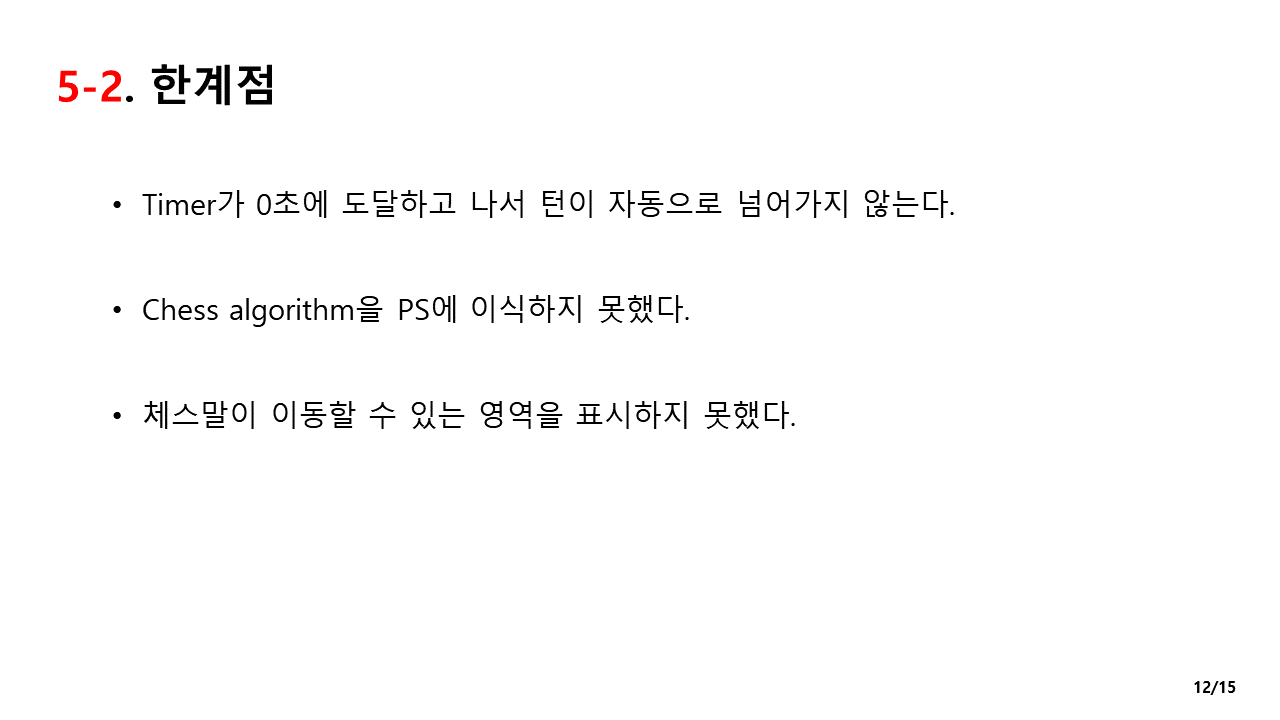 5-2. 한계점
• Timer가 0초에 도달하고 나서 턴이 자동으로 넘어가지 않는다.
• Chess algorithm을 PS에 이식하지 못했다.
• 체스말이 이동할 수 있는 영역을 표시하지 못했다.
12/15